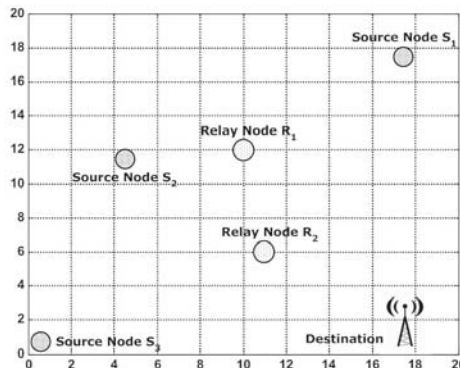 20
18
16
14
12
10
8
6
4
2
0
Source Node S1
Relay Node R1
Source Node S2
Relay Node R2
Source Node S3
Destination
0 2 4 6 8 10 12 14 16 18 20